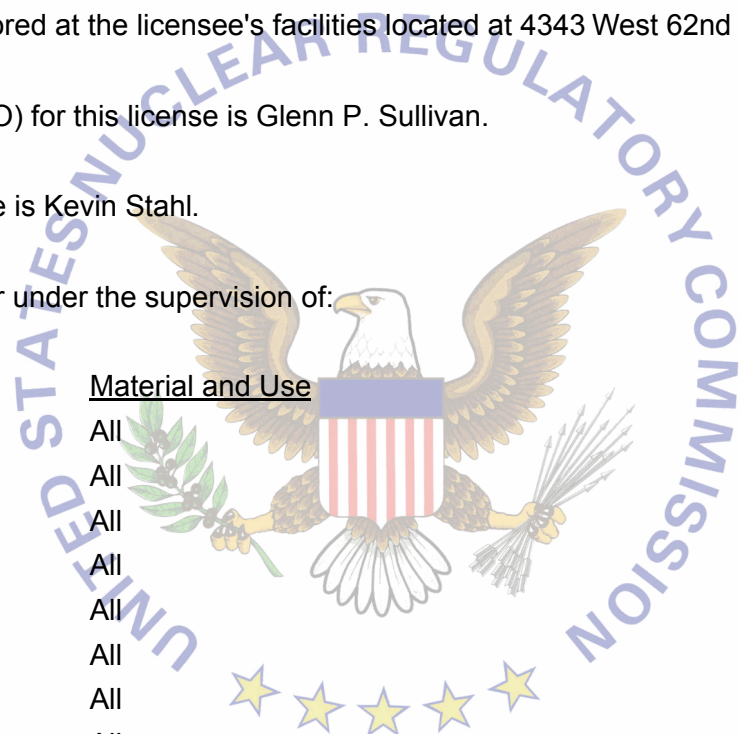 ored at the licensee's facilities located at 4343 West 62nd
O) for this license is Glenn P. Sullivan.
e is Kevin Stahl.
r under the supervision of:
Material and Use
All
All
All
All
All
All
All
UNITED STATES NUCLEAR REGULATORY COMMISSION